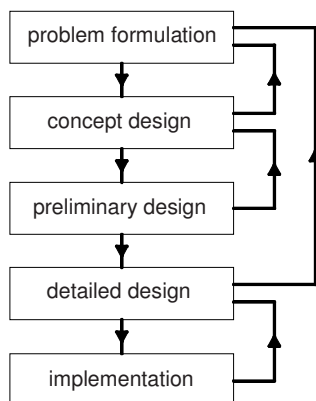 problem formulation
concept design
preliminary design
detailed design
implementation